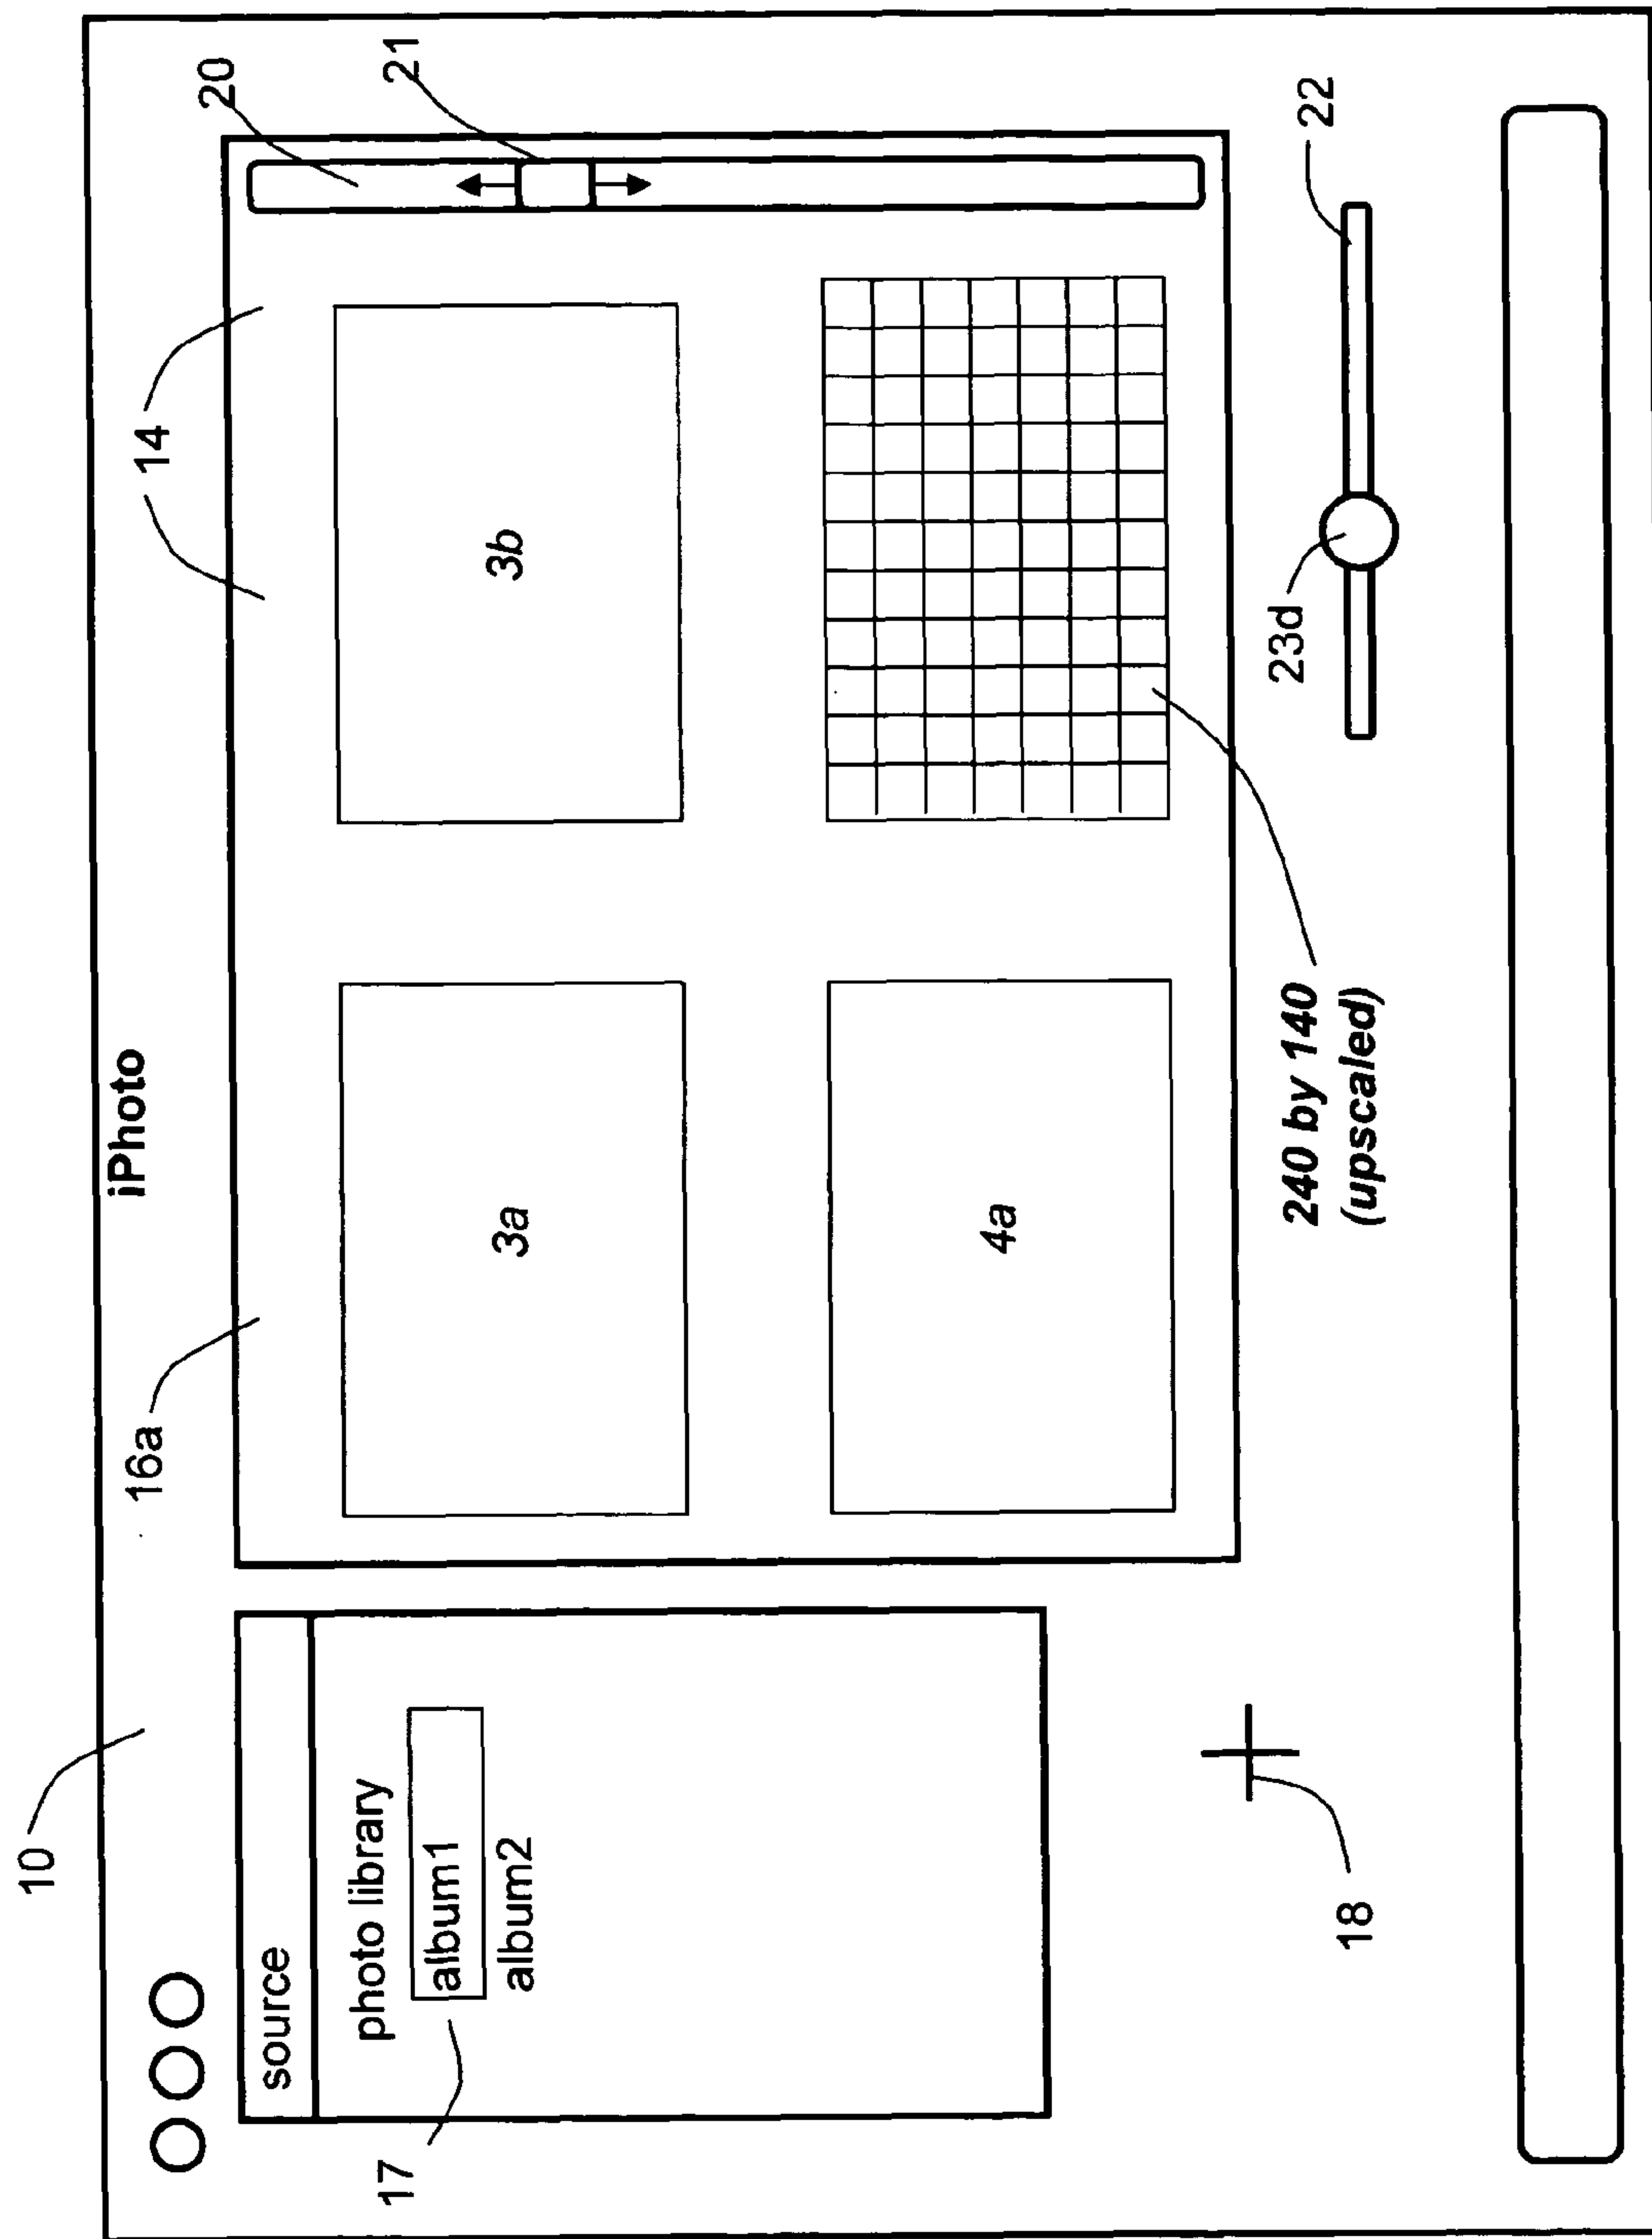 10
iPhoto
16a
14
20
21
source
photo library
album1
album2
17
3a
3b
4a
18
240 by 140
(upscaled)
23d
22